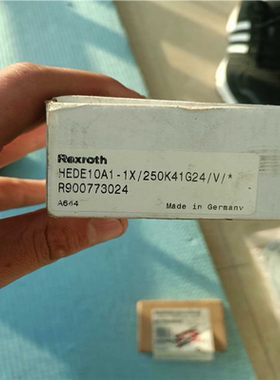 Rexroth
HEDE10A1-1X/250K41G24/V/*
R900773024
A644
Made in Germany